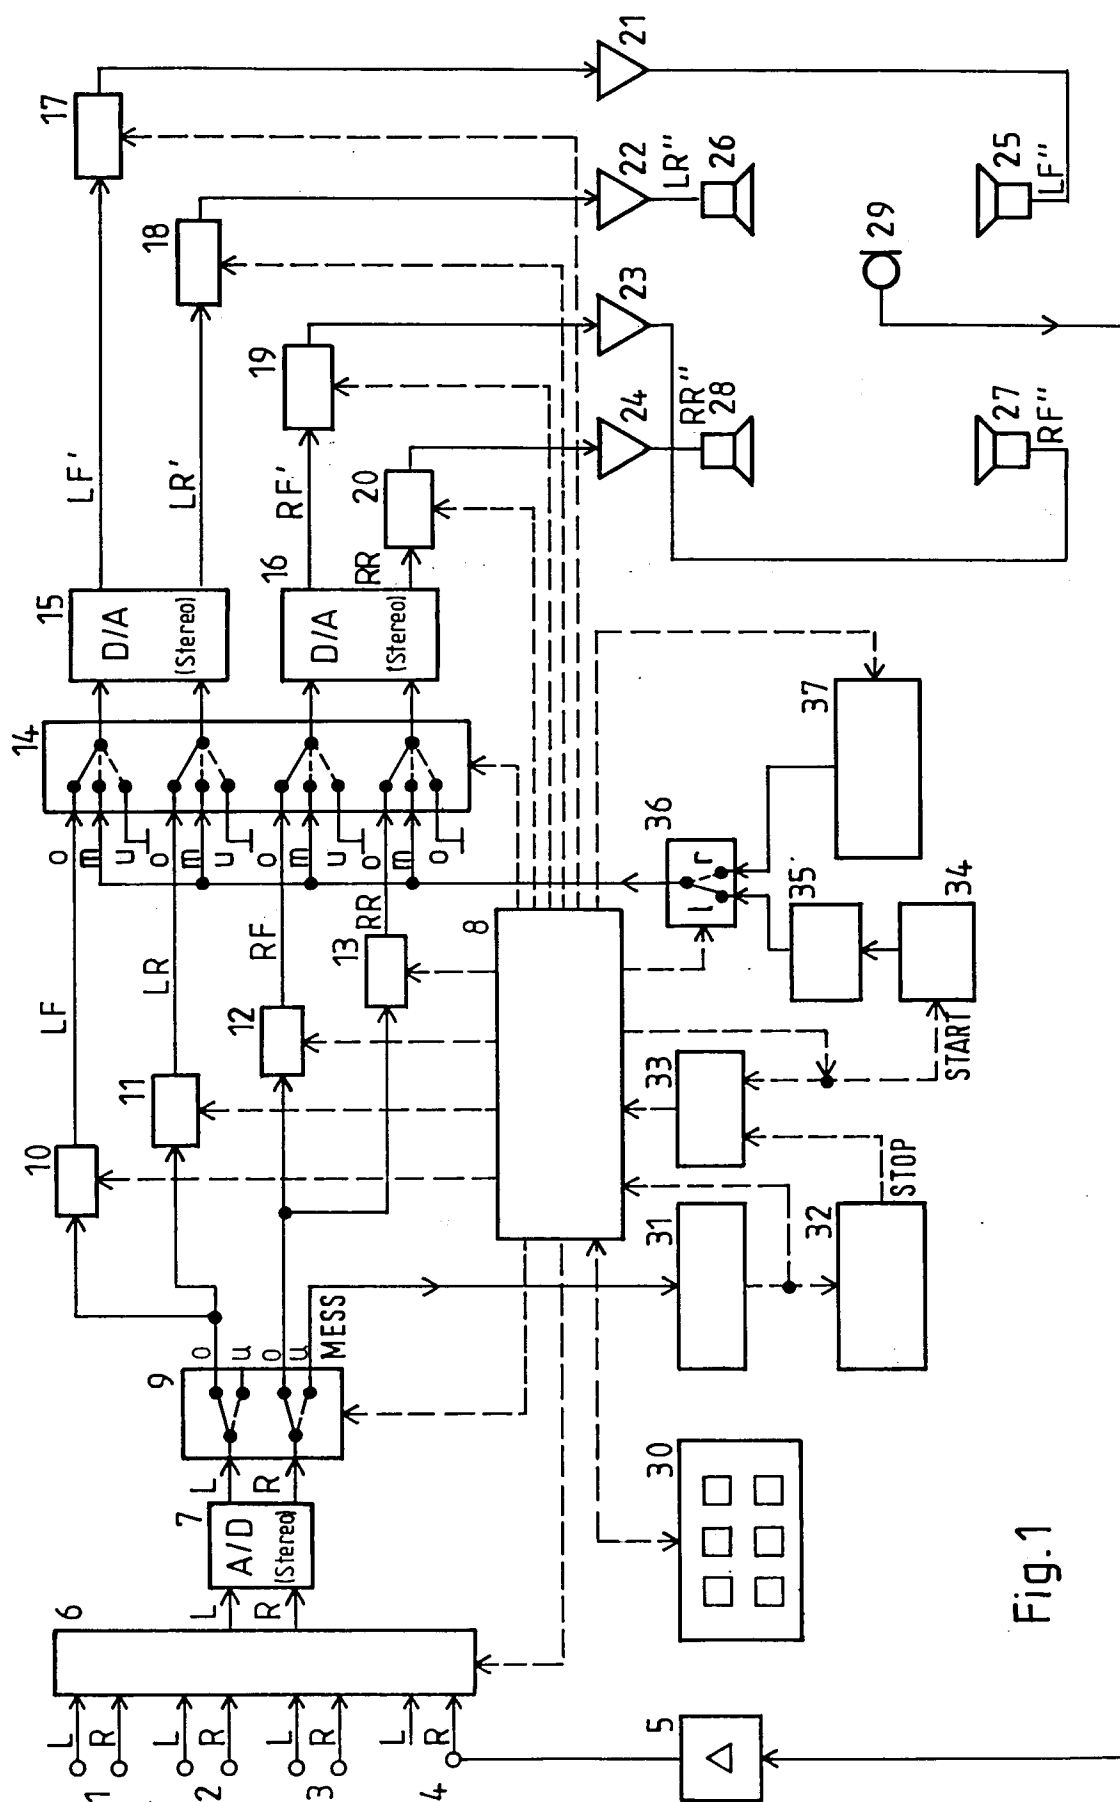 1
2
3
4
L
R
L
R
L
R
L
R
5
6
L
R
7
A/D
(Stereo)
L
R
9
o
u
o
u
MESS
10
11
12
13
LF
LR
RF
RR
8
14
o
m
u
o
m
u
o
m
u
o
m
o
15
D/A
(Stereo)
16
D/A
(Stereo)
LF'
LR'
RF'
RR
17
18
19
20
21
22
23
24
LR"
26
RR"
28
25
LF"
27
RF"
29
30
31
32
STOP
33
START
34
35
36
l
r
37
Fig.1